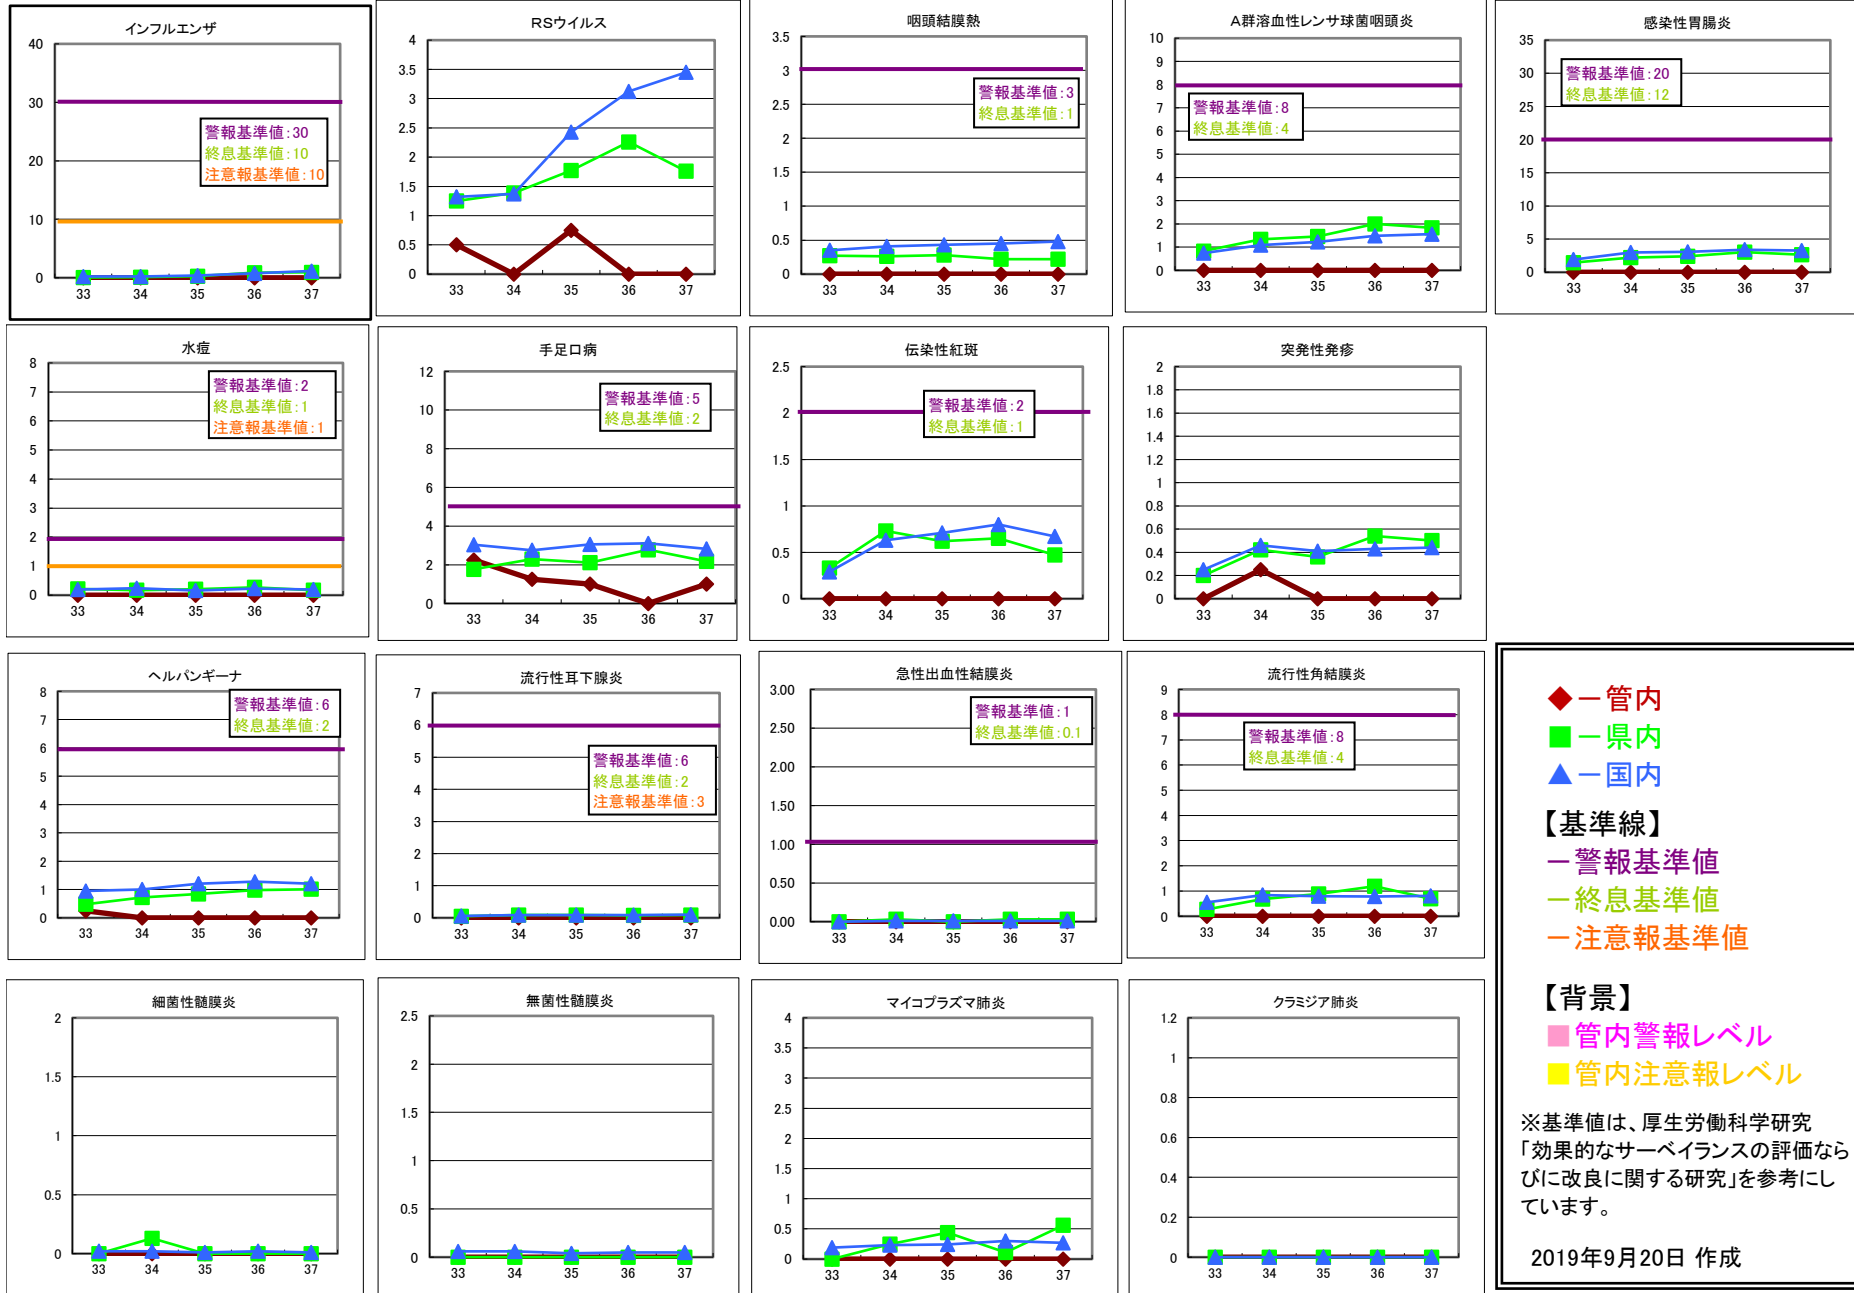 インフルエンザ
40
30
20
10
0
警報基準値:30
終息基準値:10
注意報基準値:10
33 34 35 36 37
RSウイルス
4
3.5
3
2.5
2
1.5
1
0.5
0
33 34 35 36 37
咽頭結膜熱
3.5
3
2.5
2
1.5
1
0.5
0
警報基準値:3
終息基準値:1
33 34 35 36 37
A群溶血性レンサ球菌咽頭炎
10
9
8
7
6
5
4
3
2
1
0
警報基準値:8
終息基準値:4
33 34 35 36 37
感染性胃腸炎
35
30
25
20
15
10
5
0
警報基準値:20
終息基準値:12
33 34 35 36 37
水痘
8
7
6
5
4
3
2
1
0
警報基準値:2
終息基準値:1
注意報基準値:1
33 34 35 36 37
手足口病
12
10
8
6
4
2
0
警報基準値:5
終息基準値:2
33 34 35 36 37
伝染性紅斑
2.5
2
1.5
1
0.5
0
警報基準値:2
終息基準値:1
33 34 35 36 37
突発性発疹
2
1.8
1.6
1.4
1.2
1
0.8
0.6
0.4
0.2
0
33 34 35 36 37
ヘルパンギーナ
8
7
6
5
4
3
2
1
0
警報基準値:6
終息基準値:2
33 34 35 36 37
流行性耳下腺炎
7
6
5
4
3
2
1
0
警報基準値:6
終息基準値:2
注意報基準値:3
33 34 35 36 37
急性出血性結膜炎
3.00
2.50
2.00
1.50
1.00
0.50
0.00
警報基準値:1
終息基準値:0.1
33 34 35 36 37
流行性角結膜炎
9
8
7
6
5
4
3
2
1
0
警報基準値:8
終息基準値:4
33 34 35 36 37
細菌性髄膜炎
2
1.5
1
0.5
0
33 34 35 36 37
無菌性髄膜炎
2.5
2
1.5
1
0.5
0
33 34 35 36 37
マイコプラズマ肺炎
4
3.5
3
2.5
2
1.5
1
0.5
0
33 34 35 36 37
クラミジア肺炎
1.2
1
0.8
0.6
0.4
0.2
0
33 34 35 36 37
◆－管内
■－県内
▲－国内
【基準線】
－警報基準値
－終息基準値
－注意報基準値
【背景】
■管内警報レベル
■管内注意報レベル
※基準値は、厚生労働科学研究
「効果的なサーベイランスの評価なら
びに改良に関する研究」を参考にし
ています。
2019年9月20日 作成